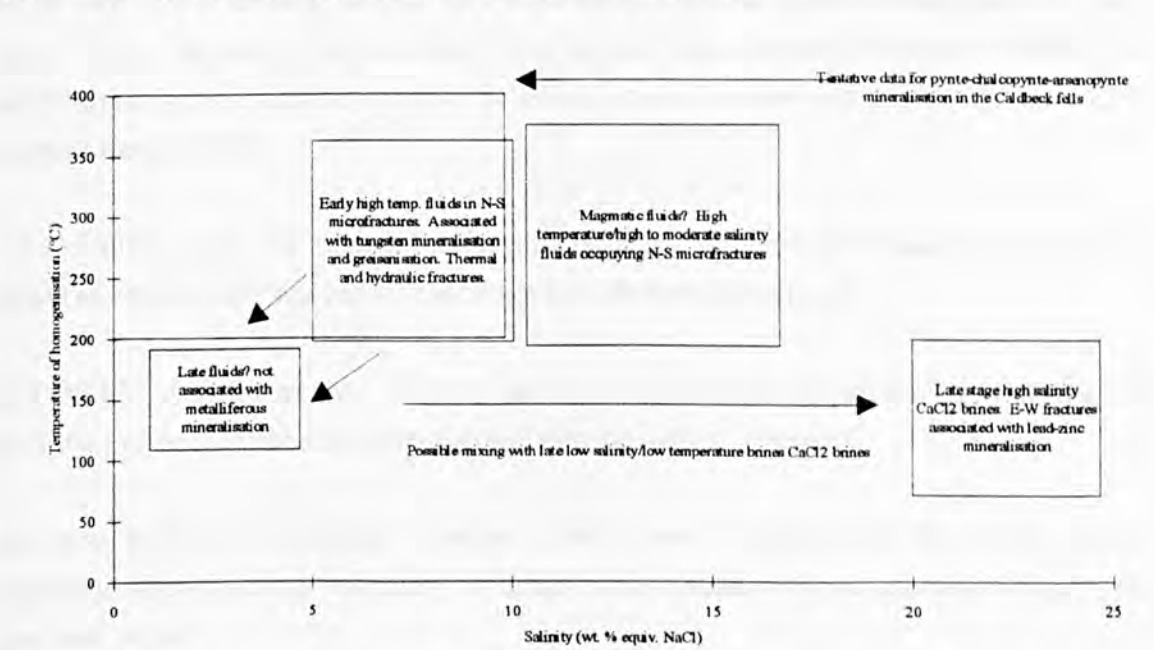 Tentative data for pynte-chalcopynte-arsenopynte
mineralisation in the Caldbeck fells
Temperature of homogenisation (°C)
400
350
300
250
200
150
100
50
0
Early high temp. fluids in N-S
microfractures. Associated
with tungsten mineralisation
and greisenisation. Thermal
and hydraulic fractures.
Magmatic fluids? High
temperature/high to moderate salinity
fluids occpuying N-S microfractures
Late fluids? not
associated with
metalliferous
mineralisation
Late stage high salinity
CaCl2 brines. E-W fractures
associated with lead-zinc
mineralisation
Possible mixing with late low salinity/low temperature brines CaCl2 brines
0
5
10
15
20
25
Salinity (wt. % equiv. NaCl)